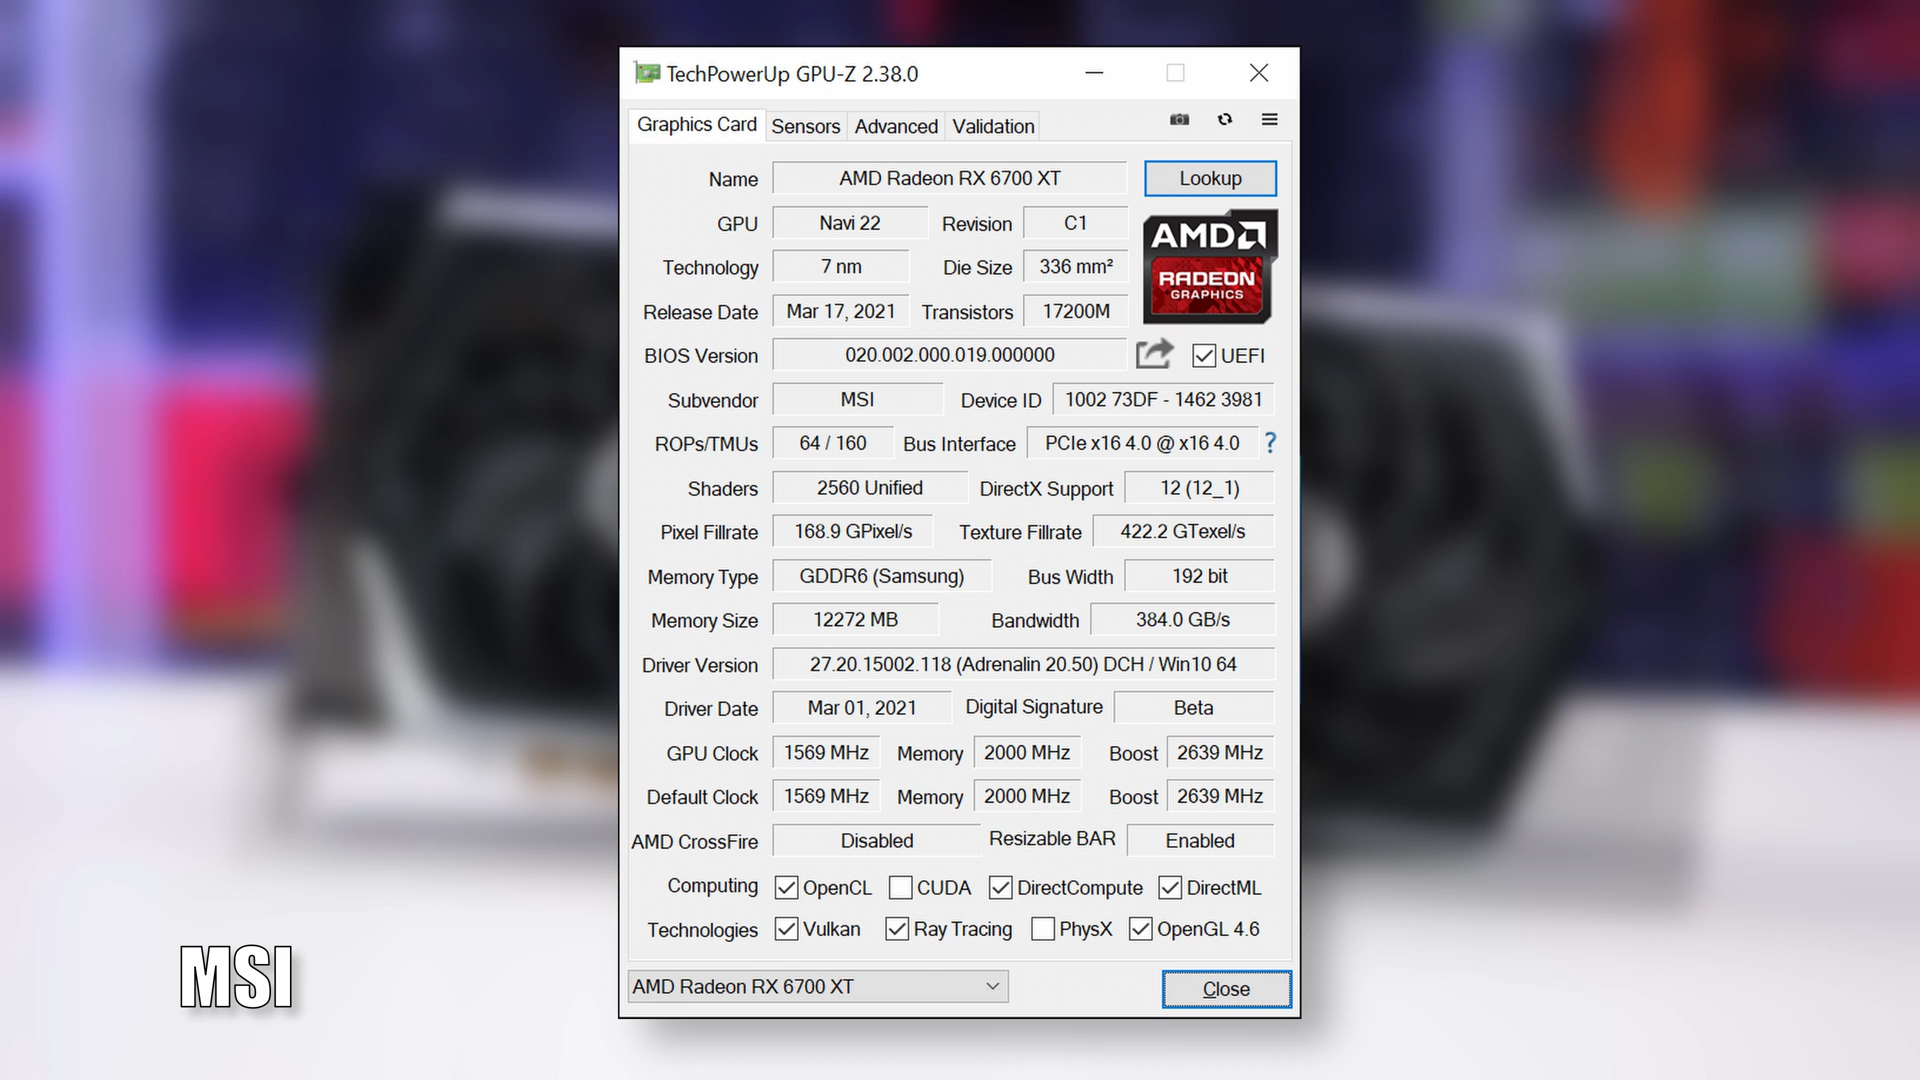 TechPowerUp GPU-Z 2.38.0
Graphics Card Sensors Advanced Validation
Name AMD Radeon RX 6700 XT Lookup
GPU Navi 22 Revision C1
AMD
RADEON
GRAPHICS
Technology 7 nm Die Size 336 mm²
Release Date Mar 17, 2021 Transistors 17200M
BIOS Version 020.002.000.019.000000 UEFI
Subvendor MSI Device ID 1002 73DF - 1462 3981
ROPs/TMUs 64 / 160 Bus Interface PCIe x16 4.0 @ x16 4.0 ?
Shaders 2560 Unified DirectX Support 12 (12_1)
Pixel Fillrate 168.9 GPixel/s Texture Fillrate 422.2 GTexel/s
Memory Type GDDR6 (Samsung) Bus Width 192 bit
Memory Size 12272 MB Bandwidth 384.0 GB/s
Driver Version 27.20.15002.118 (Adrenalin 20.50) DCH / Win10 64
Driver Date Mar 01, 2021 Digital Signature Beta
GPU Clock 1569 MHz Memory 2000 MHz Boost 2639 MHz
Default Clock 1569 MHz Memory 2000 MHz Boost 2639 MHz
AMD CrossFire Disabled Resizable BAR Enabled
Computing OpenCL CUDA DirectCompute DirectML
Technologies Vulkan Ray Tracing PhysX OpenGL 4.6
AMD Radeon RX 6700 XT Close
MSI